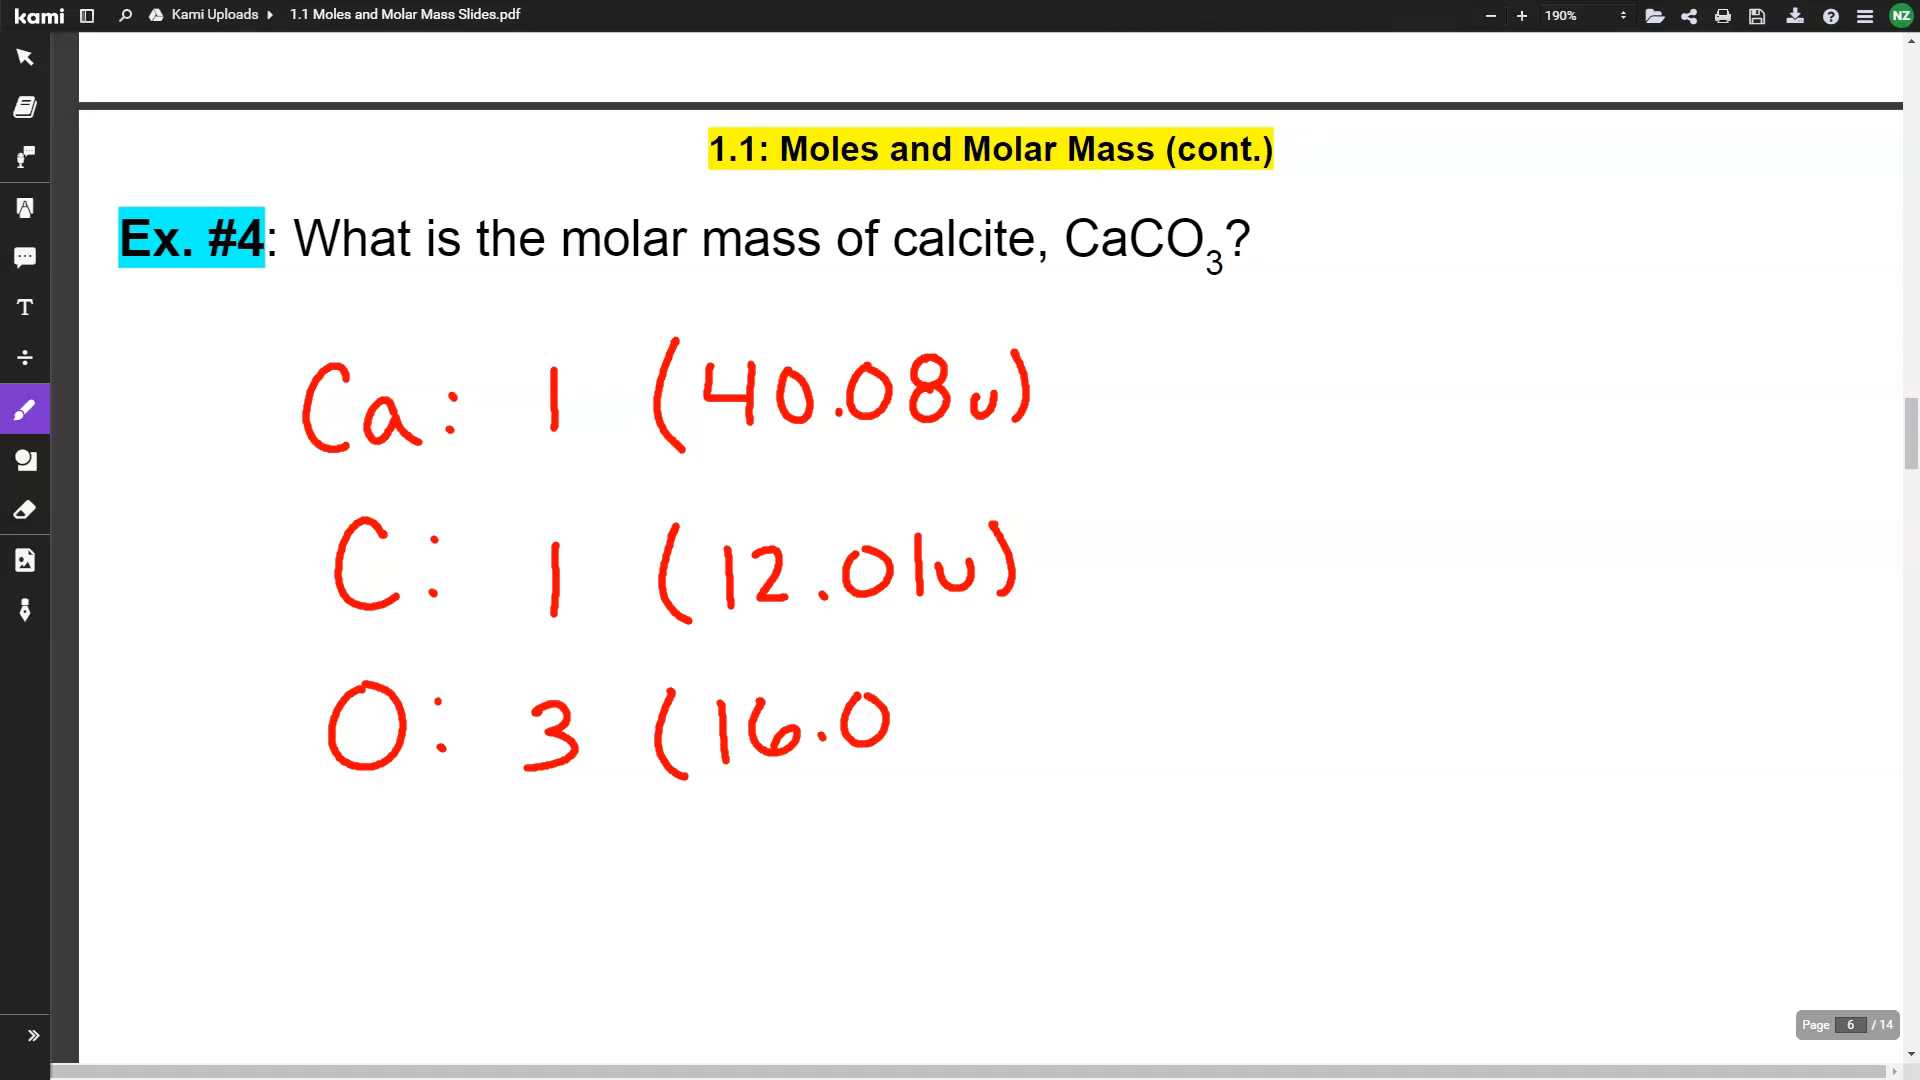 kami Kami Uploads 1.1 Moles and Molar Mass Slides.pdf 190% NZ
1.1: Moles and Molar Mass (cont.)
Ex. #4: What is the molar mass of calcite, CaCO₃?
Ca: 1 (40.08u)
C: 1 (12.01u)
O: 3 (16.0
Page 6 / 14